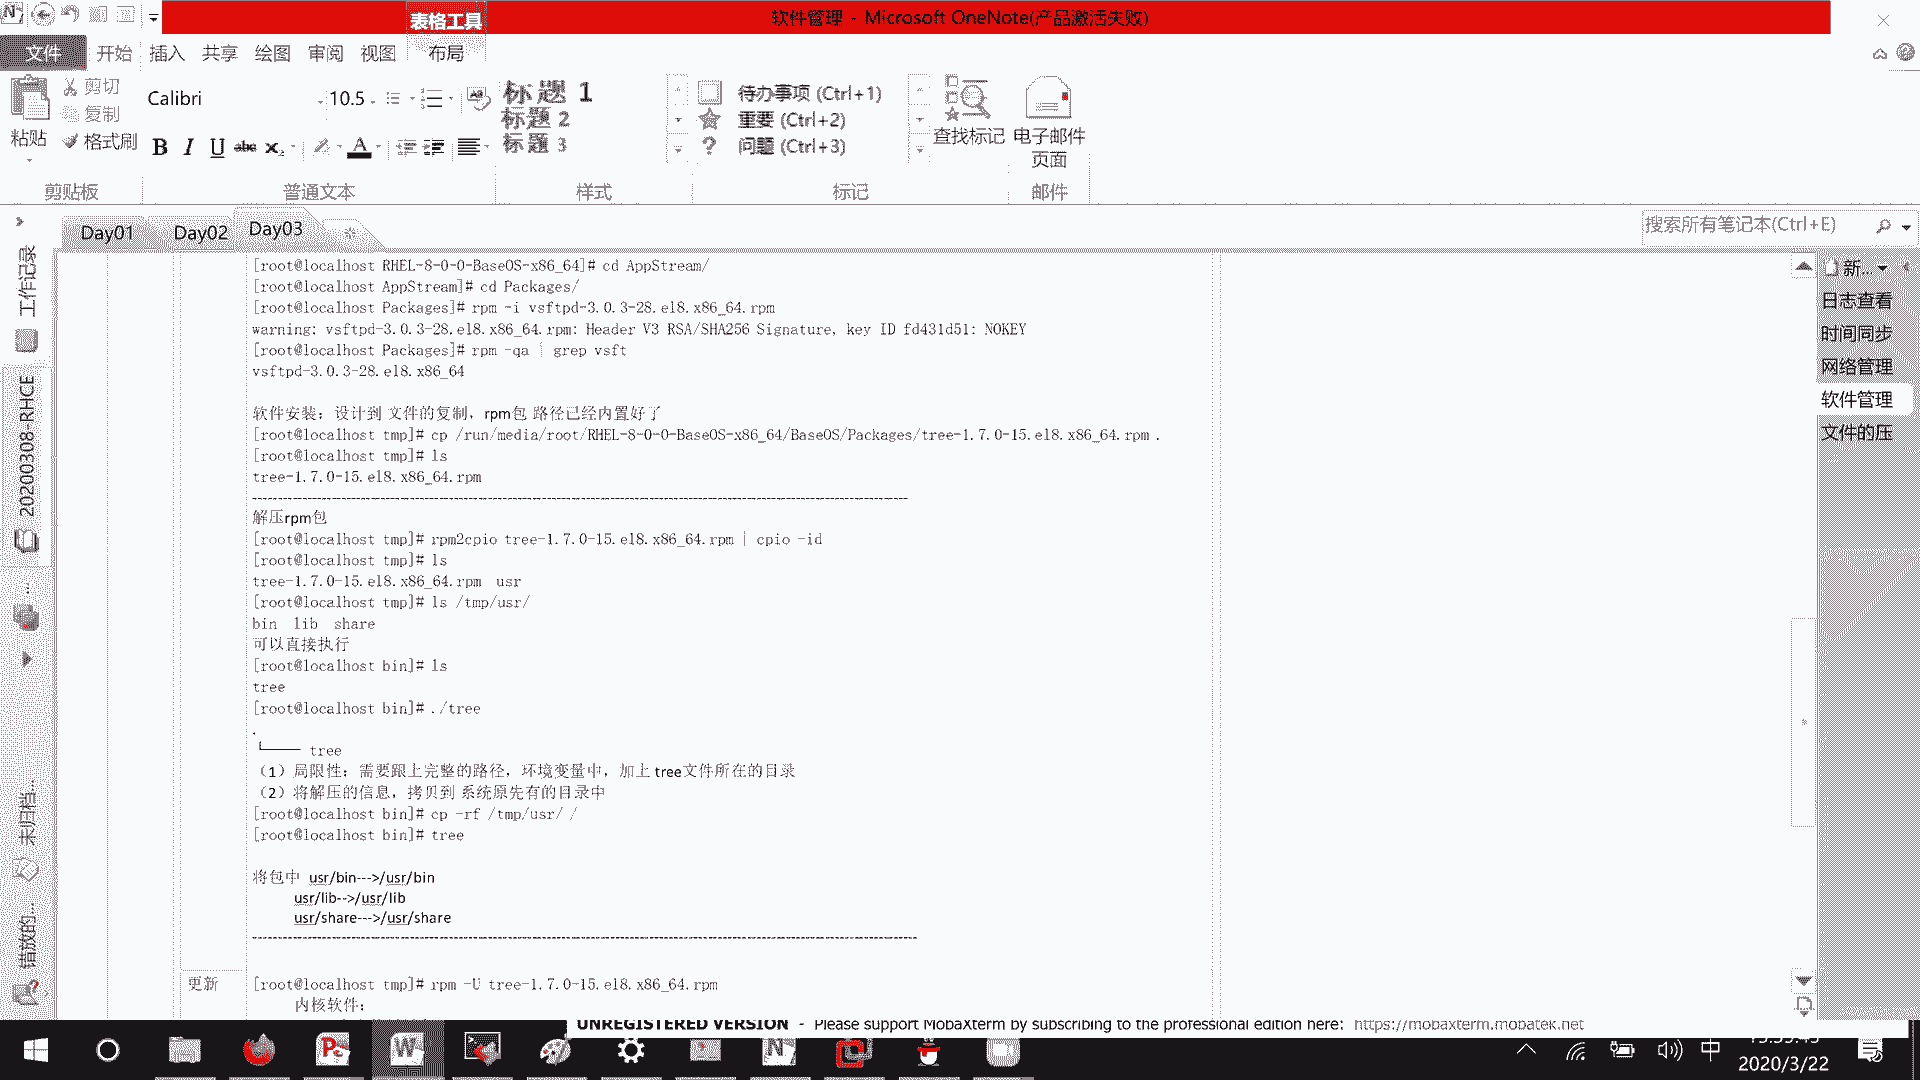 表格工具
软件管理 - Microsoft OneNote(产品激活失败)
文件 开始 插入 共享 绘图 审阅 视图 布局
粘贴
剪切
复制
格式刷
剪贴板
Calibri 10.5
B I U abc x₂ A
普通文本
标题 1
标题 2
标题 3
样式
待办事项 (Ctrl+1)
重要 (Ctrl+2)
问题 (Ctrl+3)
标记
查找标记
电子邮件
页面
邮件
Day01 Day02 Day03
搜索所有笔记本(Ctrl+E)
工作记录
20200308-RHCE
...
未归档...
错放的...
[root@localhost RHEL-8-0-0-BaseOS-x86_64]# cd AppStream/
[root@localhost AppStream]# cd Packages/
[root@localhost Packages]# rpm -i vsftpd-3.0.3-28.el8.x86_64.rpm
warning: vsftpd-3.0.3-28.el8.x86_64.rpm: Header V3 RSA/SHA256 Signature, key ID fd431d51: NOKEY
[root@localhost Packages]# rpm -qa | grep vsft
vsftpd-3.0.3-28.el8.x86_64
软件安装：设计到 文件的复制，rpm包 路径已经内置好了
[root@localhost tmp]# cp /run/media/root/RHEL-8-0-0-BaseOS-x86_64/BaseOS/Packages/tree-1.7.0-15.el8.x86_64.rpm .
[root@localhost tmp]# ls
tree-1.7.0-15.el8.x86_64.rpm
解压rpm包
[root@localhost tmp]# rpm2cpio tree-1.7.0-15.el8.x86_64.rpm | cpio -id
[root@localhost tmp]# ls
tree-1.7.0-15.el8.x86_64.rpm usr
[root@localhost tmp]# ls /tmp/usr/
bin lib share
可以直接执行
[root@localhost bin]# ls
tree
[root@localhost bin]# ./tree
.
└── tree
（1）局限性：需要跟上完整的路径，环境变量中，加上 tree文件所在的目录
（2）将解压的信息，拷贝到 系统原先有的目录中
[root@localhost bin]# cp -rf /tmp/usr/ /
[root@localhost bin]# tree
将包中 usr/bin--->/usr/bin
usr/lib-->/usr/lib
usr/share--->/usr/share
更新
[root@localhost tmp]# rpm -U tree-1.7.0-15.el8.x86_64.rpm
内核软件：
新...
日志查看
时间同步
网络管理
软件管理
文件的压
UNREGISTERED VERSION - Please support MobaXterm by subscribing to the professional edition here: https://mobaxterm.mobatek.net
中
2020/3/22